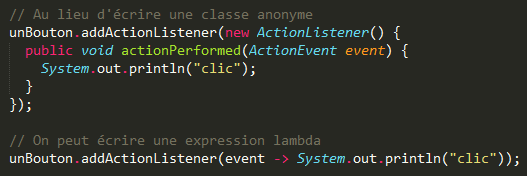 // Au lieu d'écrire une classe anonyme
unBouton.addActionListener(new ActionListener() {
  public void actionPerformed(ActionEvent event) {
    System.out.println("clic");
  }
});
// On peut écrire une expression lambda
unBouton.addActionListener(event -> System.out.println("clic"));